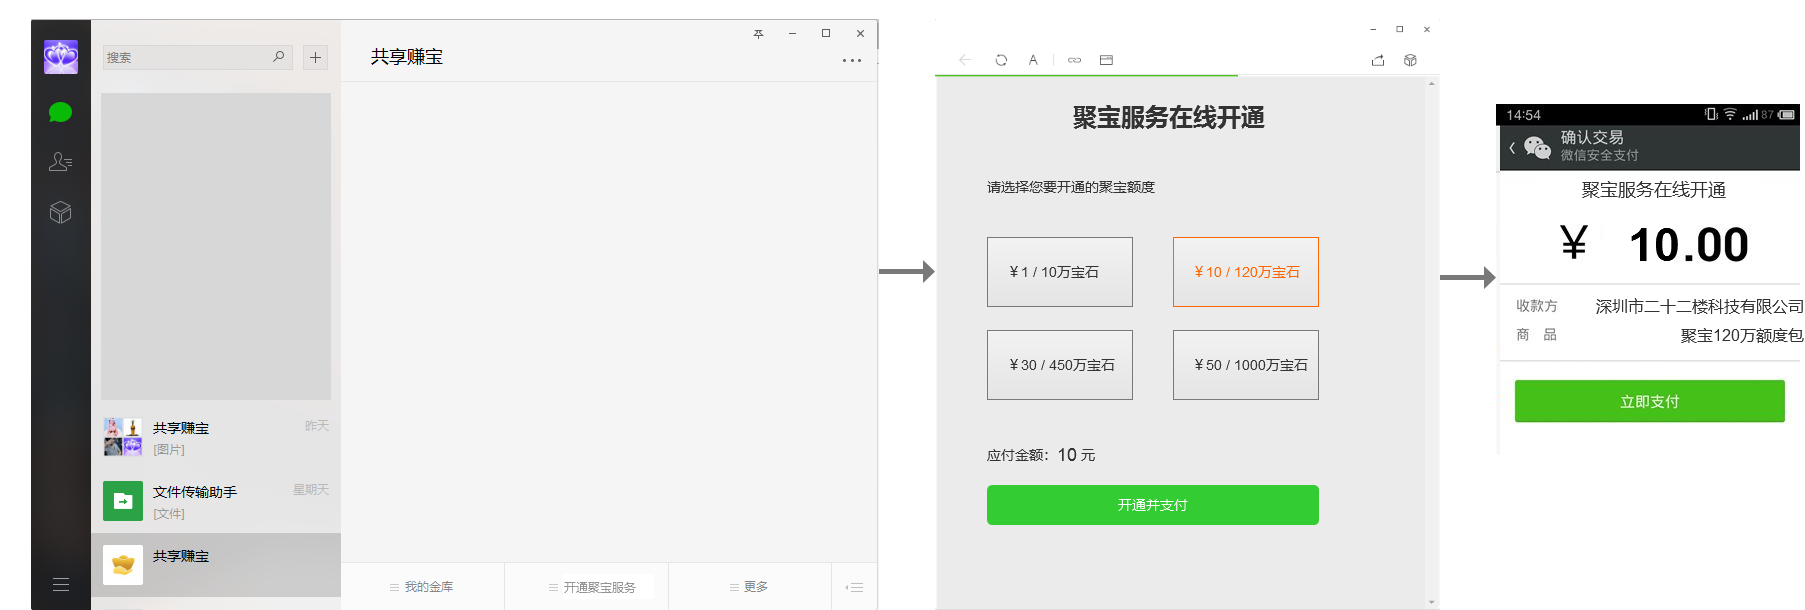 搜索
共享赚宝
共享赚宝
昨天
[图片]
文件传输助手
星期天
[文件]
共享赚宝
我的金库
开通聚宝服务
更多
A
聚宝服务在线开通
请选择您要开通的聚宝额度
￥1 / 10万宝石
￥10 / 120万宝石
￥30 / 450万宝石
￥50 / 1000万宝石
应付金额：10 元
开通并支付
14:54
87
确认交易
微信安全支付
聚宝服务在线开通
￥ 10.00
收款方 深圳市二十二楼科技有限公司
商 品 聚宝120万额度包
立即支付